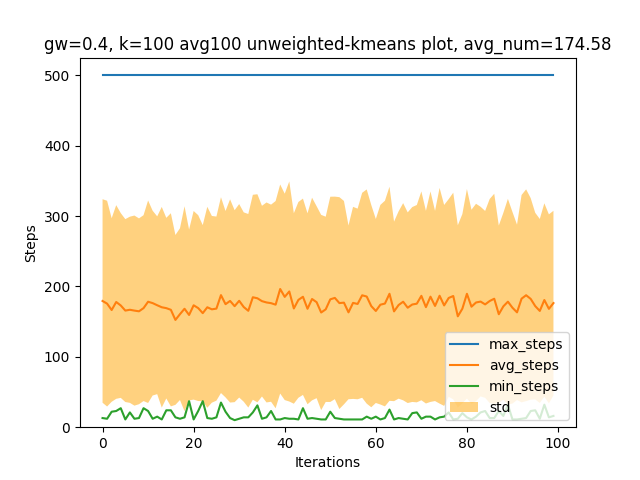 gw=0.4, k=100 avg100 unweighted-kmeans plot, avg_num=174.58
500
400
300
200
100
0
Steps
max_steps
avg_steps
min_steps
std
0 20 40 60 80 100
Iterations